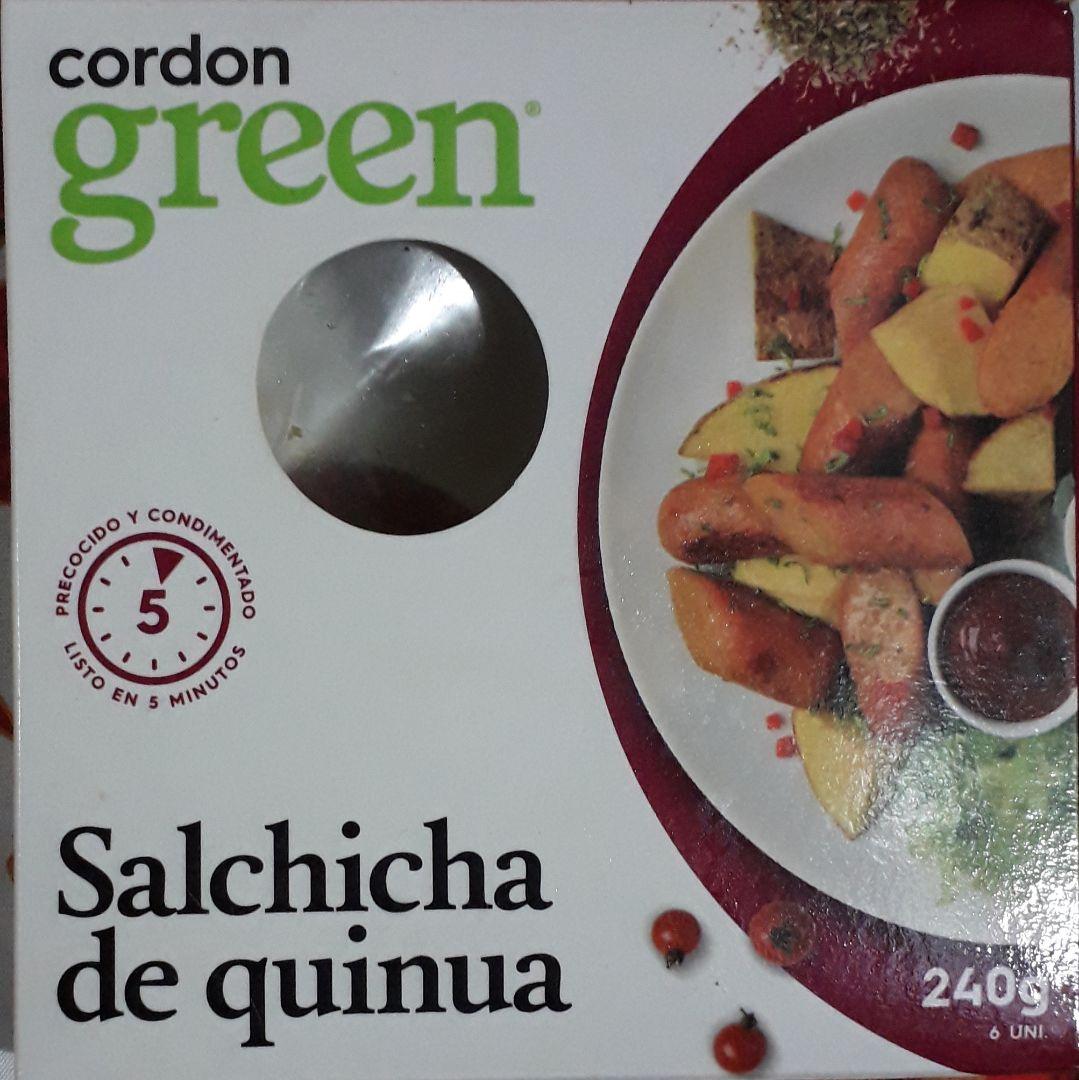 cordon
green®
PRECOCIDO Y CONDIMENTADO
5
LISTO EN 5 MINUTOS
Salchicha
de quinua
240g
6 UNI.